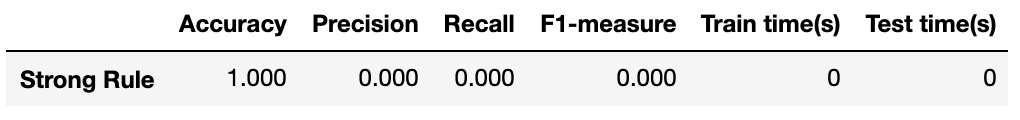 Accuracy Precision Recall F1-measure Train time(s) Test time(s)
Strong Rule 1.000 0.000 0.000 0.000 0 0